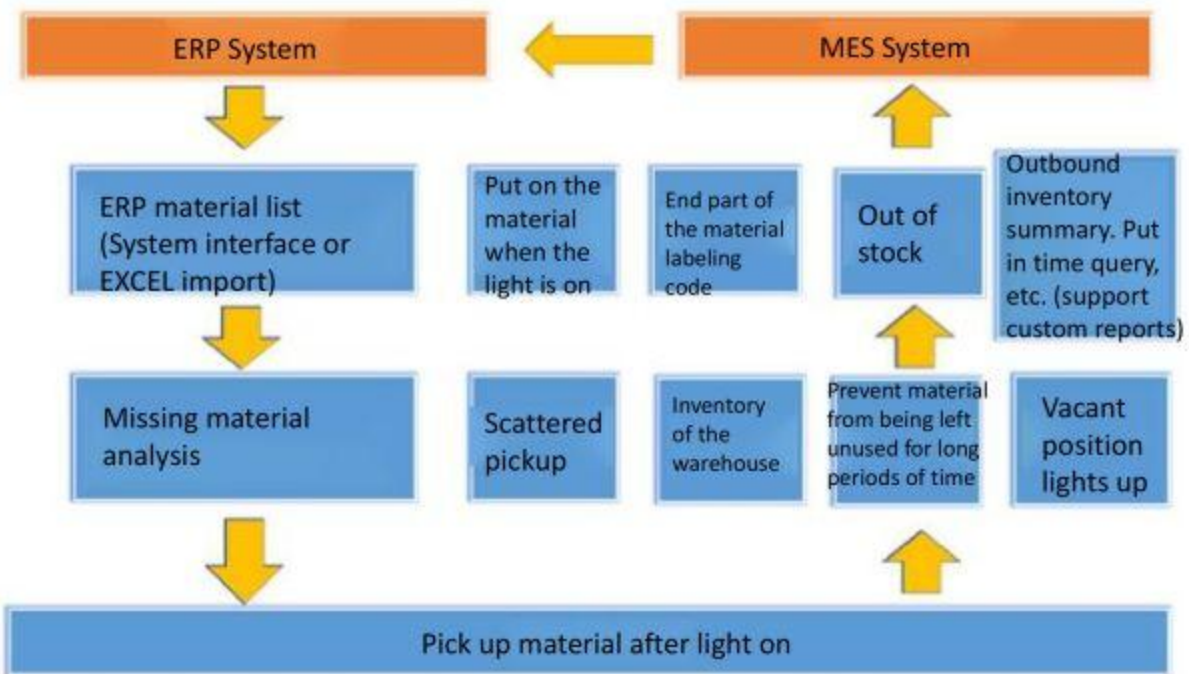 ERP System
MES System
ERP material list
(System interface or
EXCEL import)
Put on the
material
when the
light is on
End part of
the material
labeling
code
Out of
stock
Outbound
inventory
summary. Put
in time query,
etc. (support
custom reports)
Missing material
analysis
Scattered
pickup
Inventory
of the
warehouse
Prevent material
from being left
unused for long
periods of time
Vacant
position
lights up
Pick up material after light on